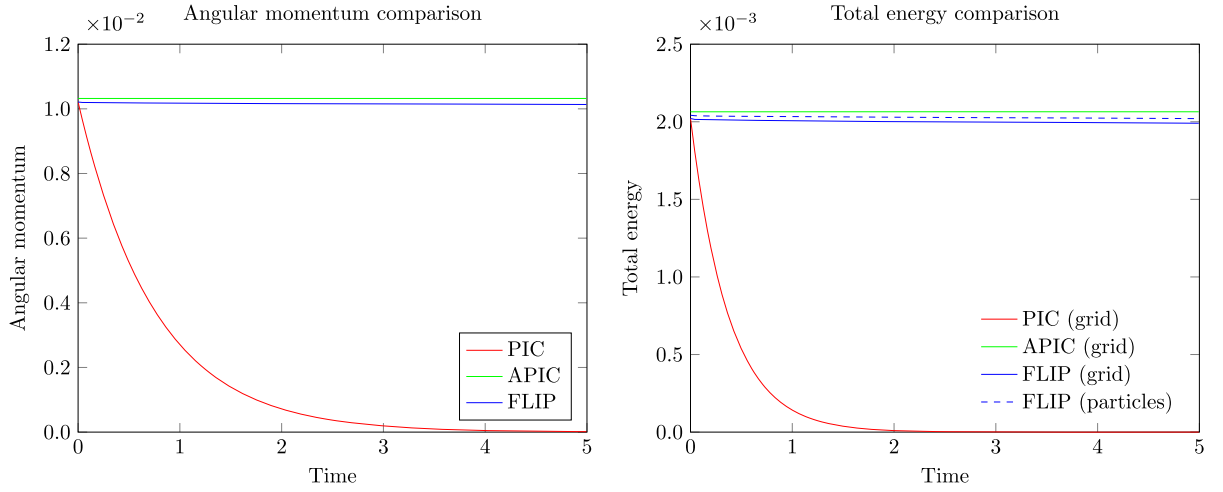 Angular momentum comparison
×10−2
1.2
1.0
0.8
0.6
0.4
0.2
0.0
Angular momentum
0 1 2 3 4 5
Time
PIC
APIC
FLIP
Total energy comparison
×10−3
2.5
2.0
1.5
1.0
0.5
0.0
Total energy
0 1 2 3 4 5
Time
PIC (grid)
APIC (grid)
FLIP (grid)
FLIP (particles)